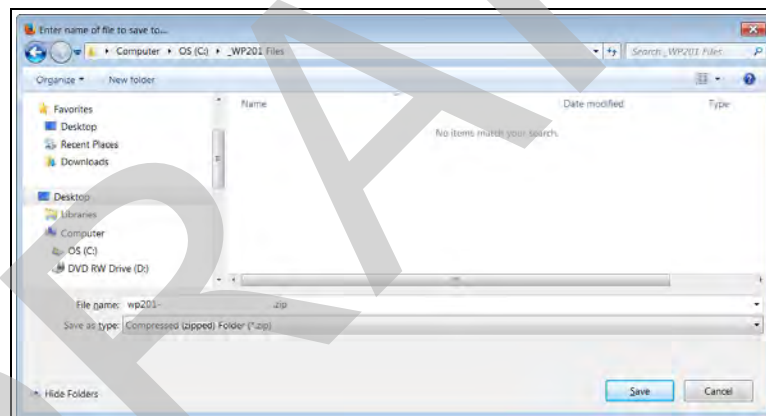 Enter name of file to save to...
Computer OS (C:) _WP201 Files
Search _WP201 Files
Organize New folder
Name Date modified Type
Favorites
Desktop
Recent Places
Downloads
No items match your search.
Desktop
Libraries
Computer
OS (C:)
DVD RW Drive (D:)
File name: wp201- .zip
Save as type: Compressed (zipped) Folder (*.zip)
Hide Folders Save Cancel